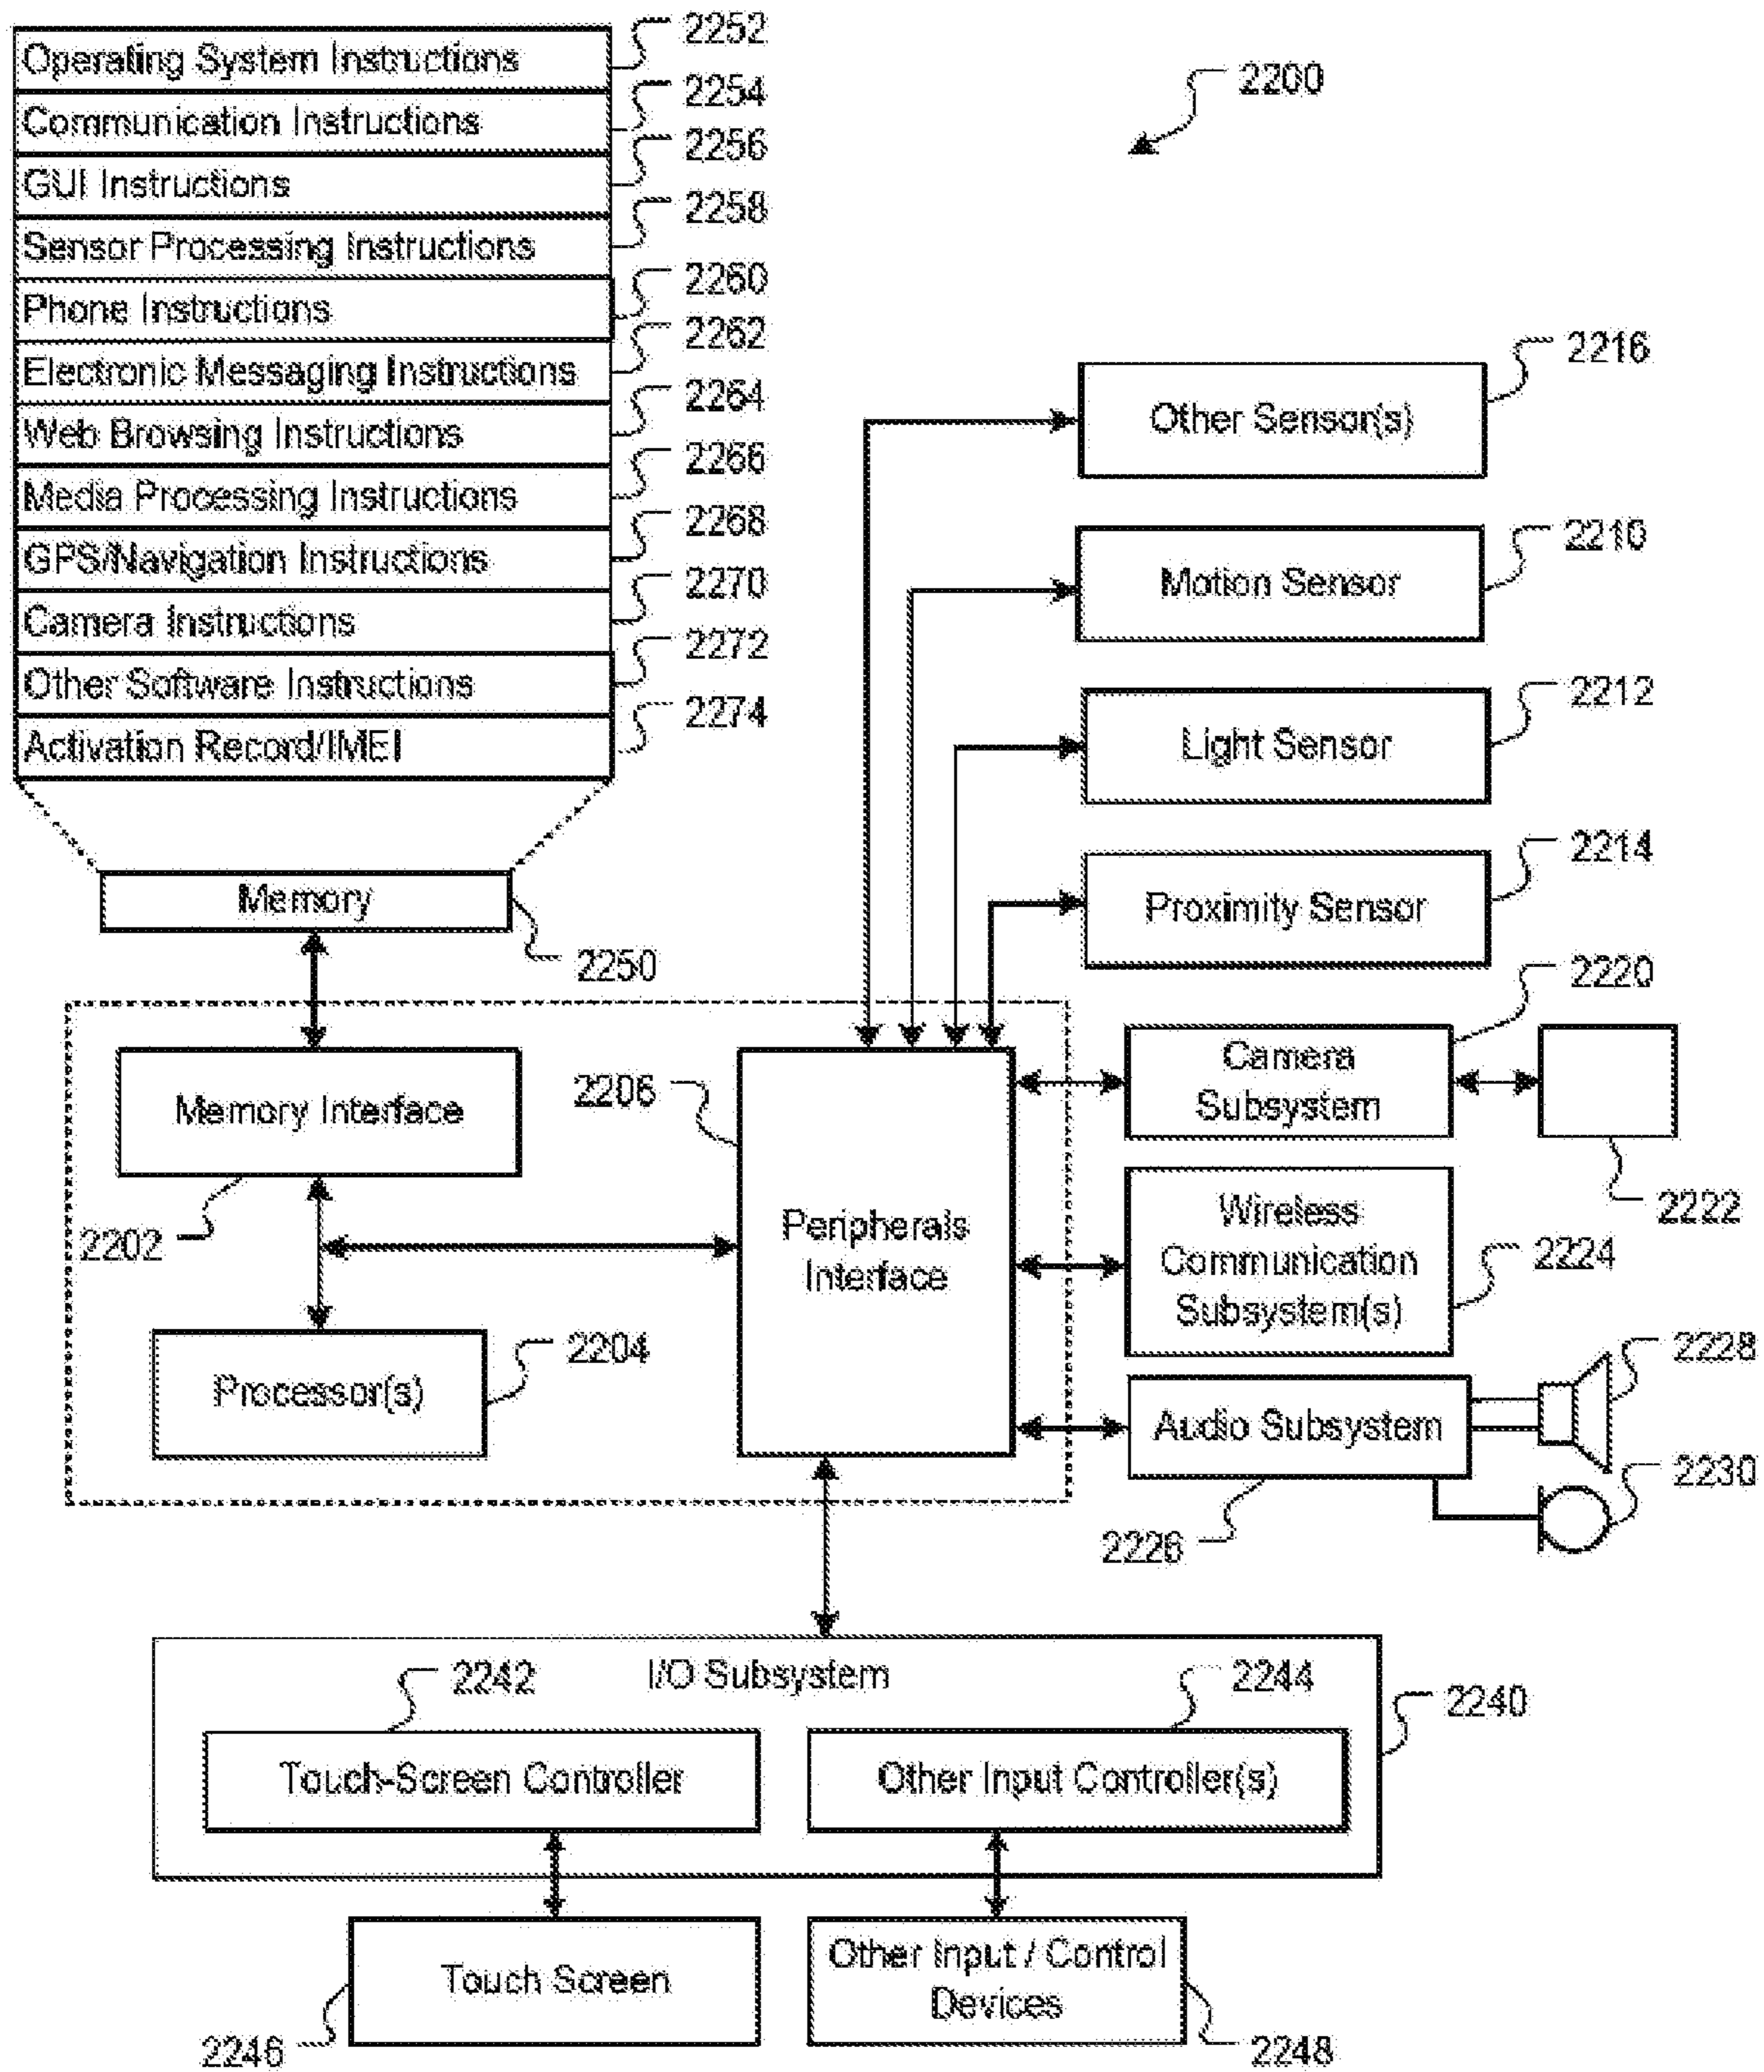 Operating System Instructions
2252
Communication Instructions
2254
GUI Instructions
2256
Sensor Processing Instructions
2258
Phone Instructions
2260
Electronic Messaging Instructions
2262
Web Browsing Instructions
2264
Media Processing Instructions
2266
GPS/Navigation Instructions
2268
Camera Instructions
2270
Other Software Instructions
2272
Activation Record/IMEI
2274
2200
Other Sensor(s)
2216
Motion Sensor
2210
Light Sensor
2212
Proximity Sensor
2214
Memory
2250
Memory Interface
2202
Processor(s)
2204
2206
Peripherals
Interface
Camera
Subsystem
2220
2222
Wireless
Communication
Subsystem(s)
2224
Audio Subsystem
2226
2228
2230
I/O Subsystem
2240
2242
Touch-Screen Controller
2244
Other Input Controller(s)
Touch Screen
2246
Other Input / Control
Devices
2248